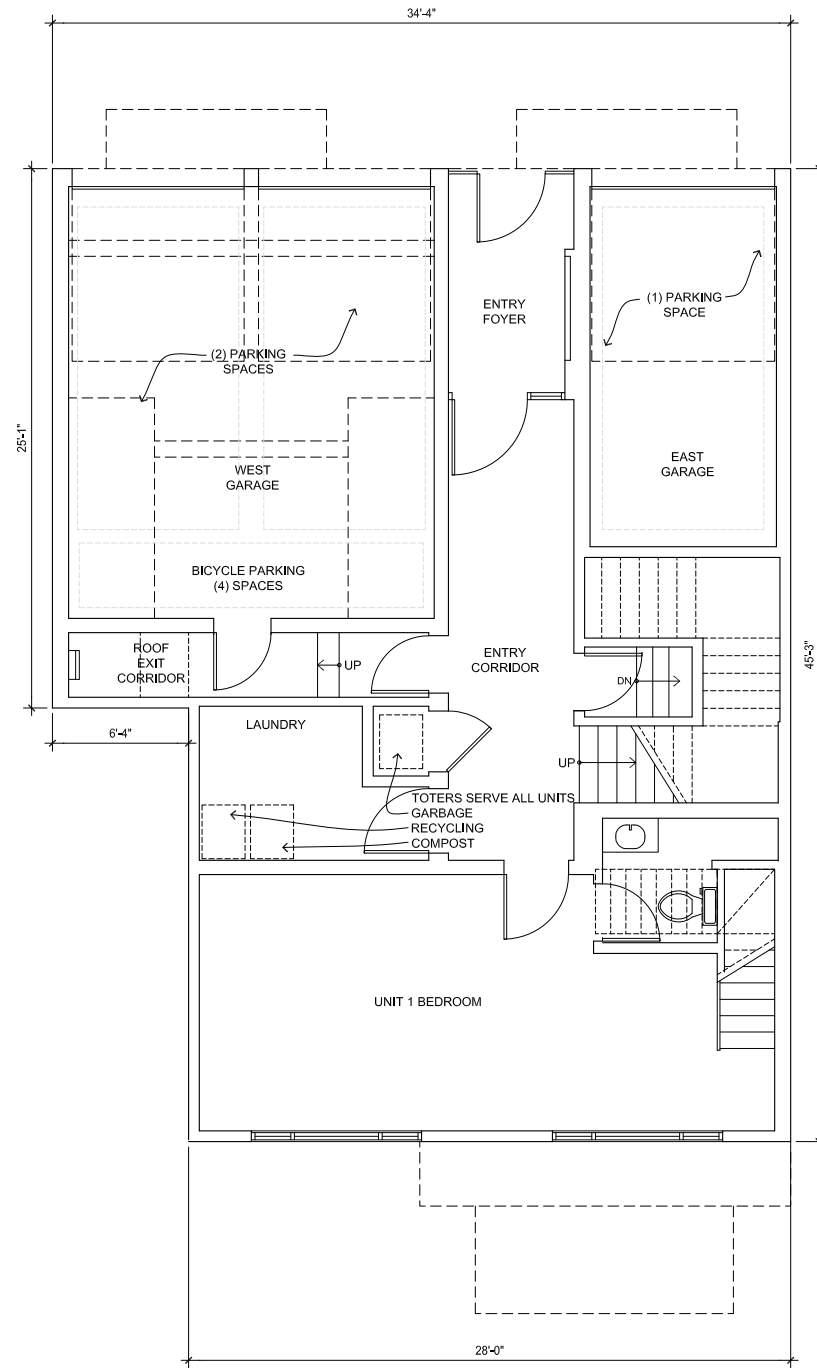 34'-4"
ENTRY
FOYER
(1) PARKING
SPACE
(2) PARKING
SPACES
25'-1"
WEST
GARAGE
EAST
GARAGE
BICYCLE PARKING
(4) SPACES
ROOF
EXIT
CORRIDOR
UP
ENTRY
CORRIDOR
45'-3"
DN
6'-4"
LAUNDRY
UP
TOTERS SERVE ALL UNITS
GARBAGE
RECYCLING
COMPOST
UNIT 1 BEDROOM
28'-0"